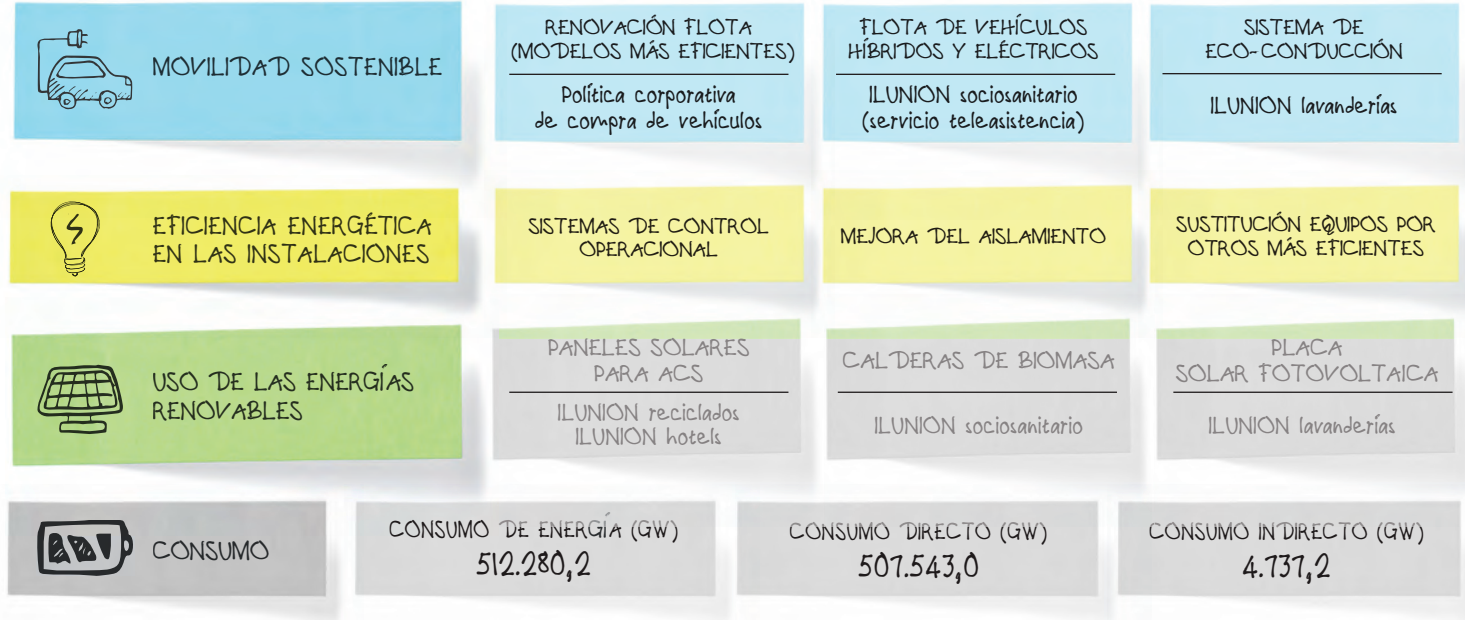 MOVILIDAD SOSTENIBLE
RENOVACIÓN FLOTA
(MODELOS MÁS EFICIENTES)
Política corporativa
de compra de vehículos
FLOTA DE VEHÍCULOS
HÍBRIDOS Y ELÉCTRICOS
ILUNION sociosanitario
(servicio teleasistencia)
SISTEMA DE
ECO-CONDUCCIÓN
ILUNION lavanderías
EFICIENCIA ENERGÉTICA
EN LAS INSTALACIONES
SISTEMAS DE CONTROL
OPERACIONAL
MEJORA DEL AISLAMIENTO
SUSTITUCIÓN EQUIPOS POR
OTROS MÁS EFICIENTES
USO DE LAS ENERGÍAS
RENOVABLES
PANELES SOLARES
PARA ACS
ILUNION reciclados
ILUNION hotels
CALDERAS DE BIOMASA
ILUNION sociosanitario
PLACA
SOLAR FOTOVOLTAICA
ILUNION lavanderías
CONSUMO
CONSUMO DE ENERGÍA (GW)
512.280,2
CONSUMO DIRECTO (GW)
507.543,0
CONSUMO INDIRECTO (GW)
4.737,2